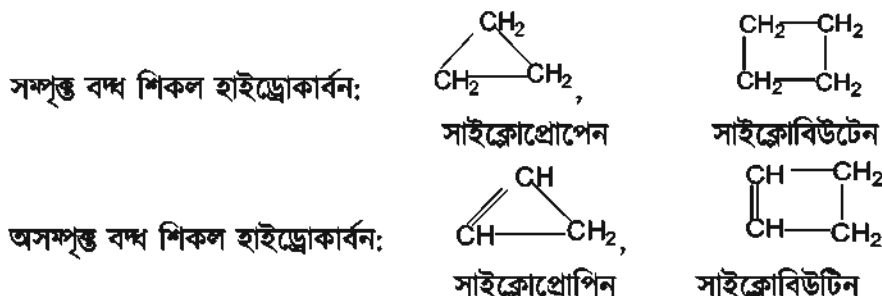 CH₂ CH₂ CH₂
সম্পৃক্ত বদ্ধ শিকল হাইড্রোকার্বন: CH₂ CH₂, CH₂ CH₂
সাইক্লোপ্রোপেন সাইক্লোবিউটেন
CH CH CH₂
অসম্পৃক্ত বদ্ধ শিকল হাইড্রোকার্বন: CH CH₂, CH CH₂
সাইক্লোপ্রোপিন সাইক্লোবিউটিন